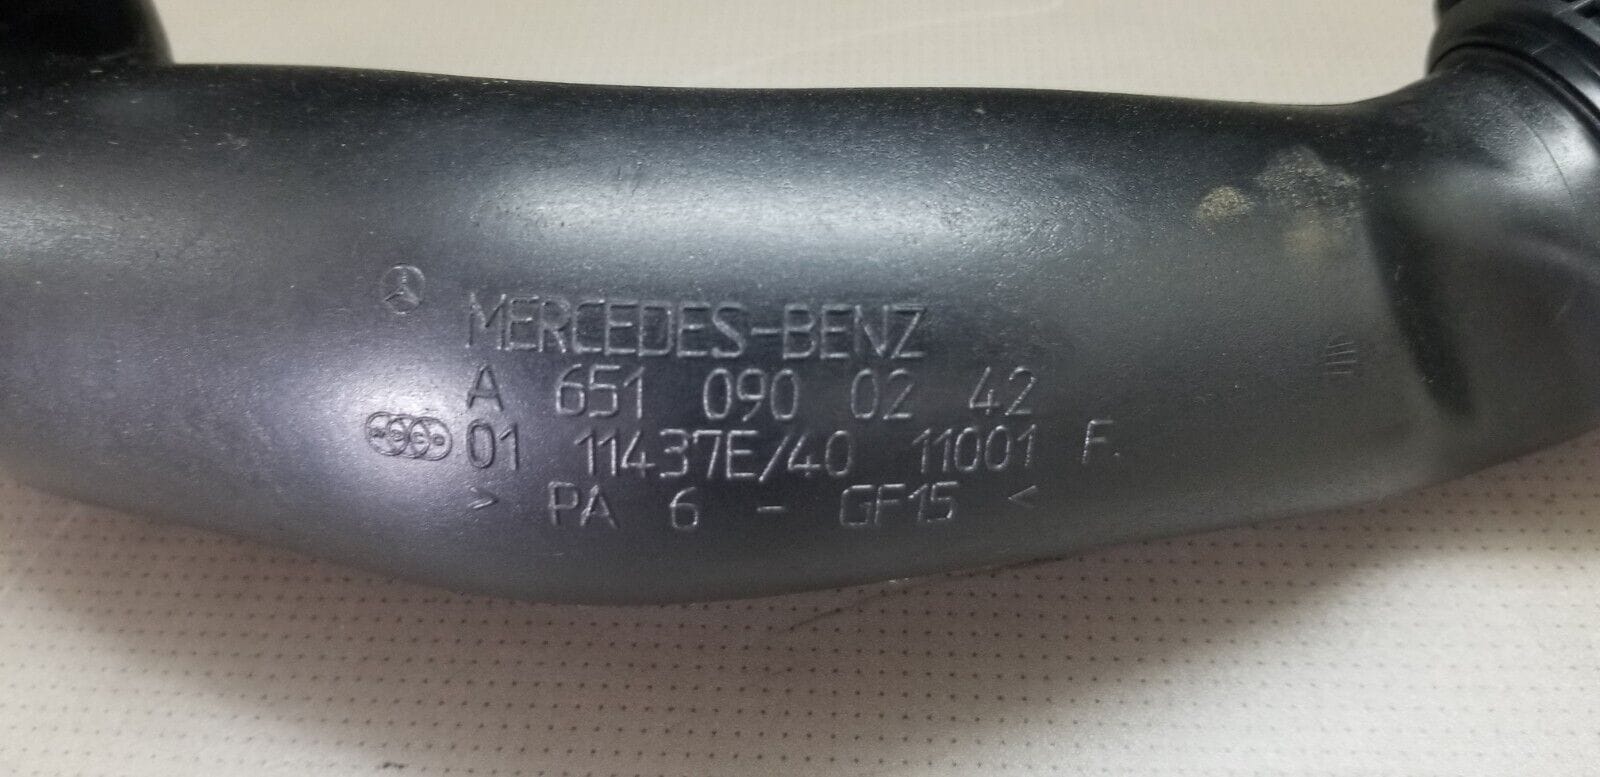 MERCEDES-BENZ
A 651 090 02 42
01 11437E/40 11001 F.
> PA 6 - GF15 <